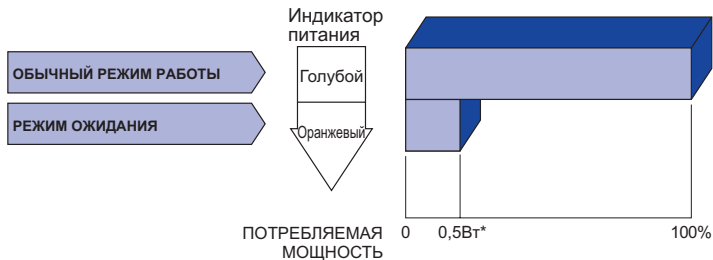 Индикатор
питания
ОБЫЧНЫЙ РЕЖИМ РАБОТЫ
Голубой
РЕЖИМ ОЖИДАНИЯ
Оранжевый
ПОТРЕБЛЯЕМАЯ
МОЩНОСТЬ
0 0,5Вт* 100%